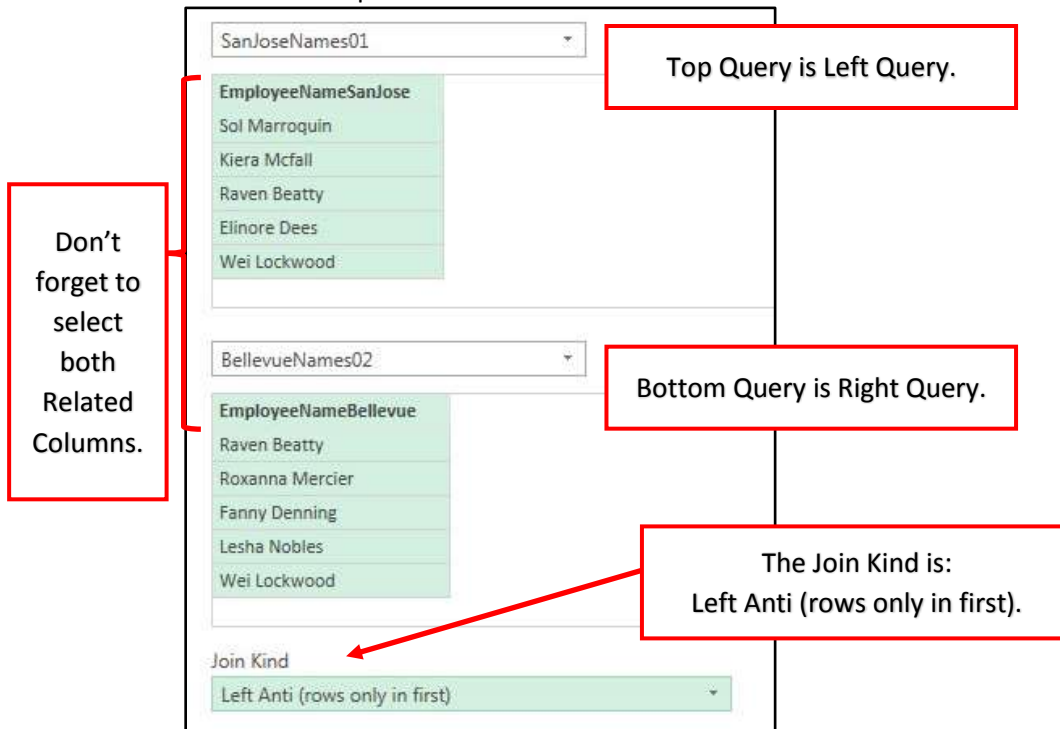 SanJoseNames01
Top Query is Left Query.
EmployeeNameSanJose
Sol Marroquin
Kiera Mcfall
Raven Beatty
Elinore Dees
Wei Lockwood
Don't
forget to
select
both
Related
Columns.
BellevueNames02
Bottom Query is Right Query.
EmployeeNameBellevue
Raven Beatty
Roxanna Mercier
Fanny Denning
Lesha Nobles
Wei Lockwood
The Join Kind is:
Left Anti (rows only in first).
Join Kind
Left Anti (rows only in first)